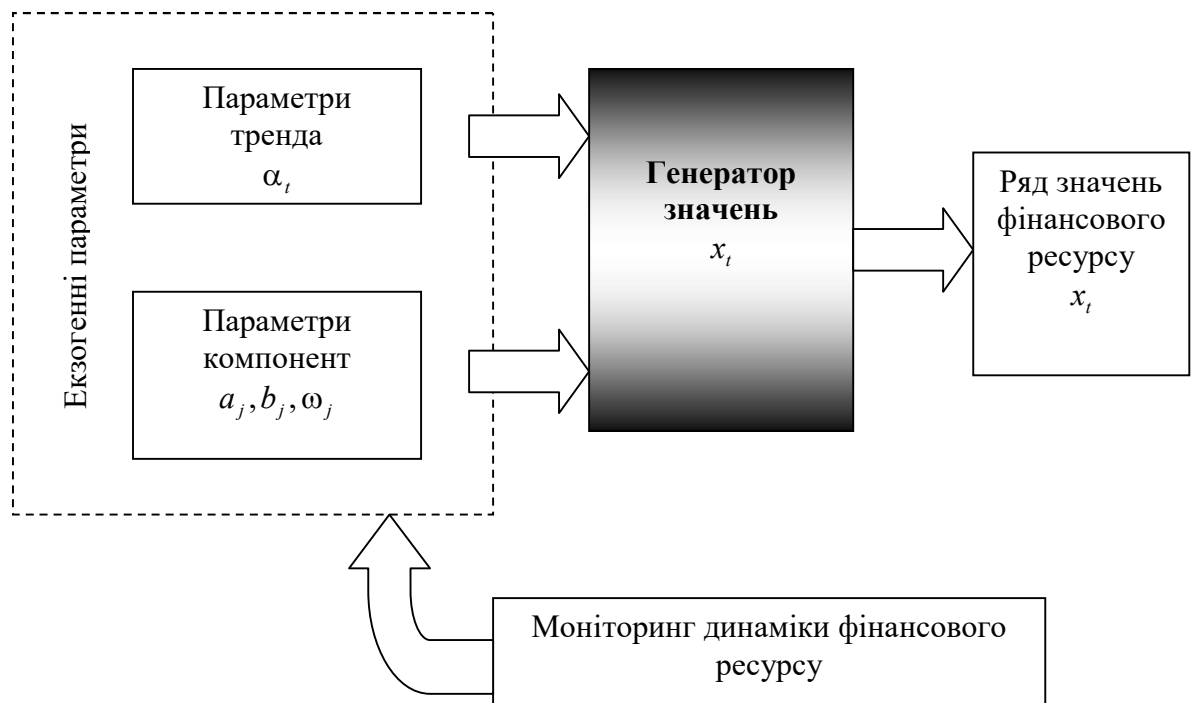 Екзогенні параметри
Параметри
тренда
α_t
Параметри
компонент
a_j, b_j, ω_j
Генератор
значень
x_t
Ряд значень
фінансового
ресурсу
x_t
Моніторинг динаміки фінансового
ресурсу